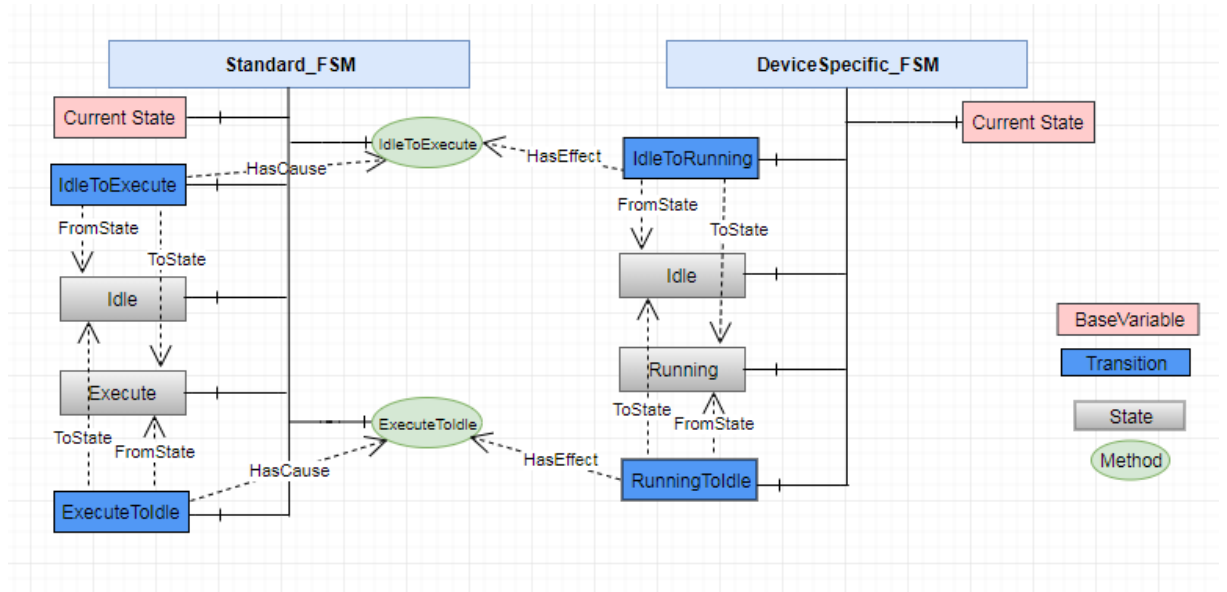 Standard_FSM
DeviceSpecific_FSM
Current State
Current State
IdleToExecute
HasEffect
IdleToRunning
HasCause
IdleToExecute
FromState
FromState
ToState
ToState
Idle
Idle
BaseVariable
Transition
Running
Execute
ToState
FromState
State
ExecuteToIdle
ToState
FromState
HasEffect
Method
HasCause
RunningToIdle
ExecuteToIdle